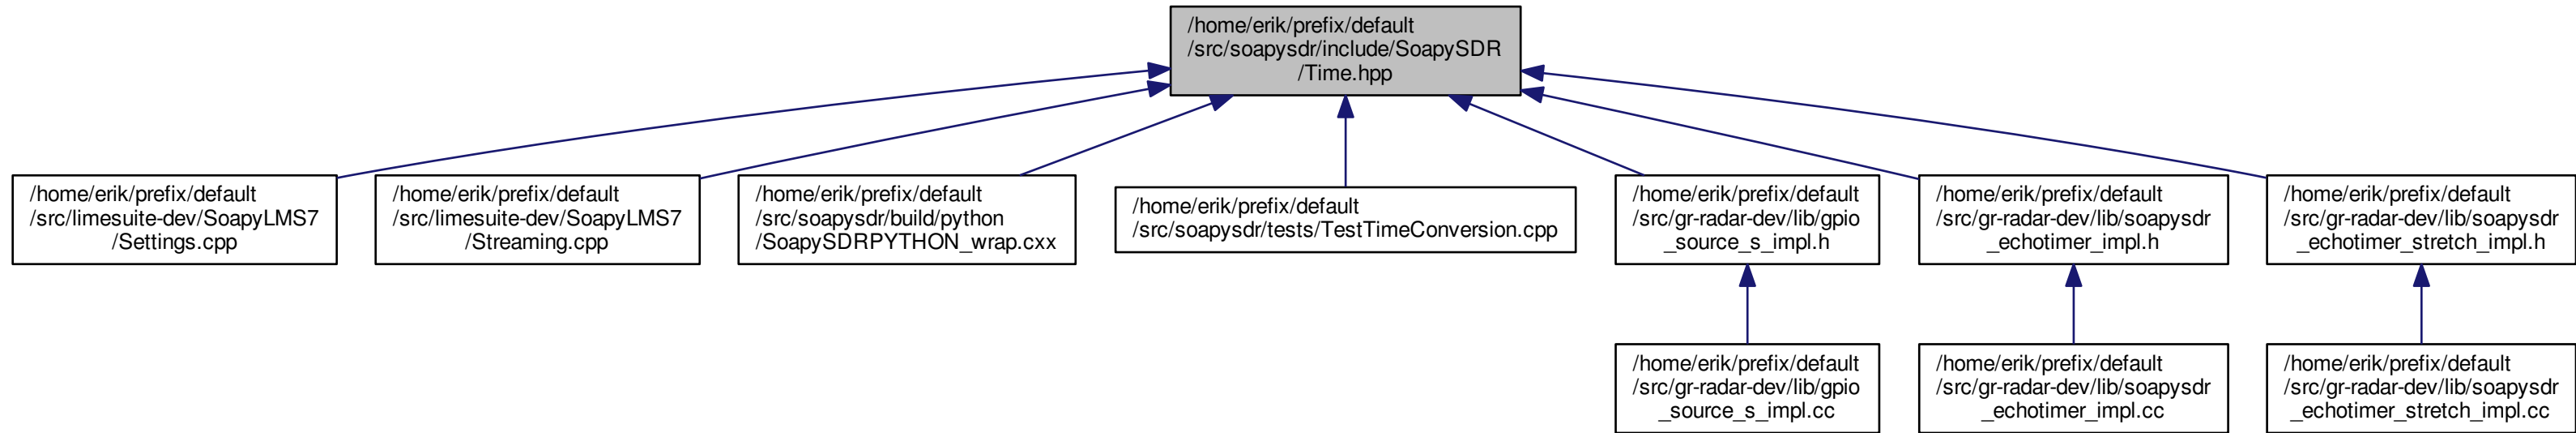 /home/erik/prefix/default
/src/soapysdr/include/SoapySDR
/Time.hpp
/home/erik/prefix/default
/src/limesuite-dev/SoapyLMS7
/Settings.cpp
/home/erik/prefix/default
/src/limesuite-dev/SoapyLMS7
/Streaming.cpp
/home/erik/prefix/default
/src/soapysdr/build/python
/SoapySDRPYTHON_wrap.cxx
/home/erik/prefix/default
/src/soapysdr/tests/TestTimeConversion.cpp
/home/erik/prefix/default
/src/gr-radar-dev/lib/gpio
_source_s_impl.h
/home/erik/prefix/default
/src/gr-radar-dev/lib/soapysdr
_echotimer_impl.h
/home/erik/prefix/default
/src/gr-radar-dev/lib/soapysdr
_echotimer_stretch_impl.h
/home/erik/prefix/default
/src/gr-radar-dev/lib/gpio
_source_s_impl.cc
/home/erik/prefix/default
/src/gr-radar-dev/lib/soapysdr
_echotimer_impl.cc
/home/erik/prefix/default
/src/gr-radar-dev/lib/soapysdr
_echotimer_stretch_impl.cc